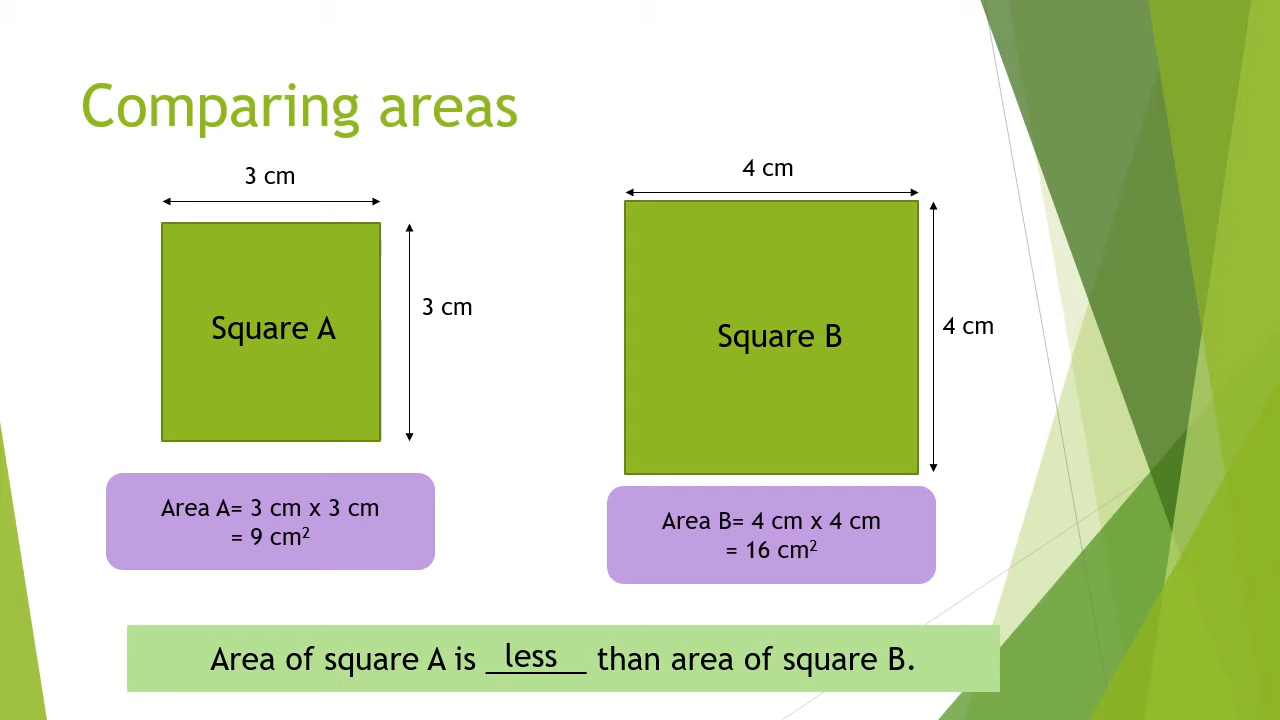 Comparing areas
3 cm
4 cm
Square A
3 cm
Square B
4 cm
Area A= 3 cm x 3 cm
= 9 cm²
Area B= 4 cm x 4 cm
= 16 cm²
Area of square A is less than area of square B.